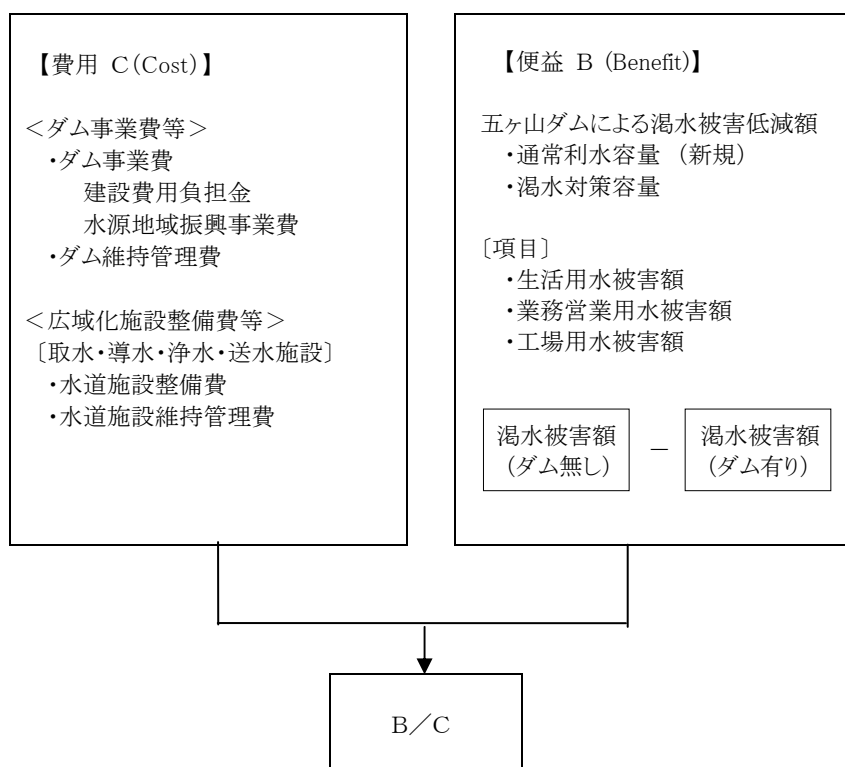 【費用 C(Cost)】
<ダム事業費等>
・ダム事業費
建設費用負担金
水源地域振興事業費
・ダム維持管理費
<広域化施設整備費等>
〔取水・導水・浄水・送水施設〕
・水道施設整備費
・水道施設維持管理費
【便益 B (Benefit)】
五ヶ山ダムによる渇水被害低減額
・通常利水容量 (新規)
・渇水対策容量
〔項目〕
・生活用水被害額
・業務営業用水被害額
・工場用水被害額
渇水被害額
(ダム無し)
−
渇水被害額
(ダム有り)
B/C